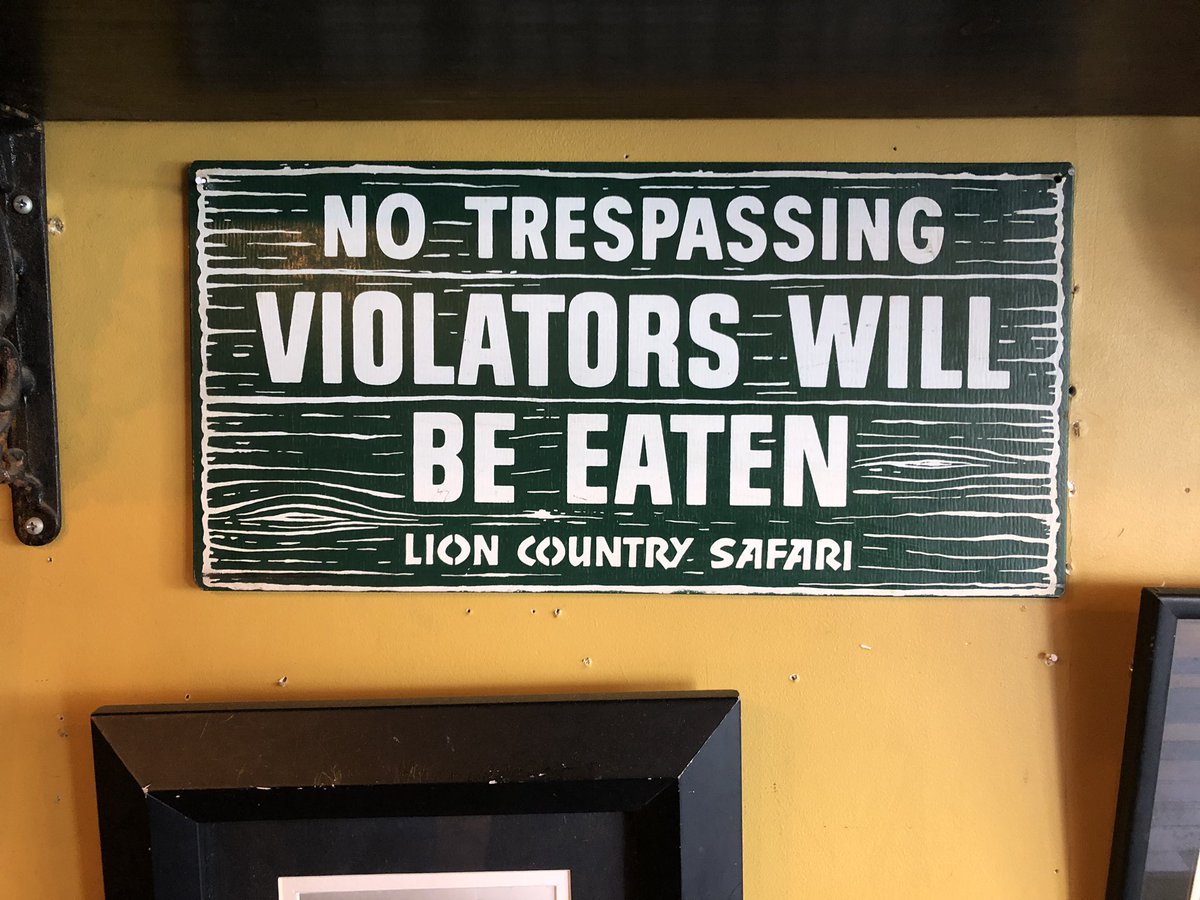 NO TRESPASSING
VIOLATORS WILL
BE EATEN
LION COUNTRY SAFARI